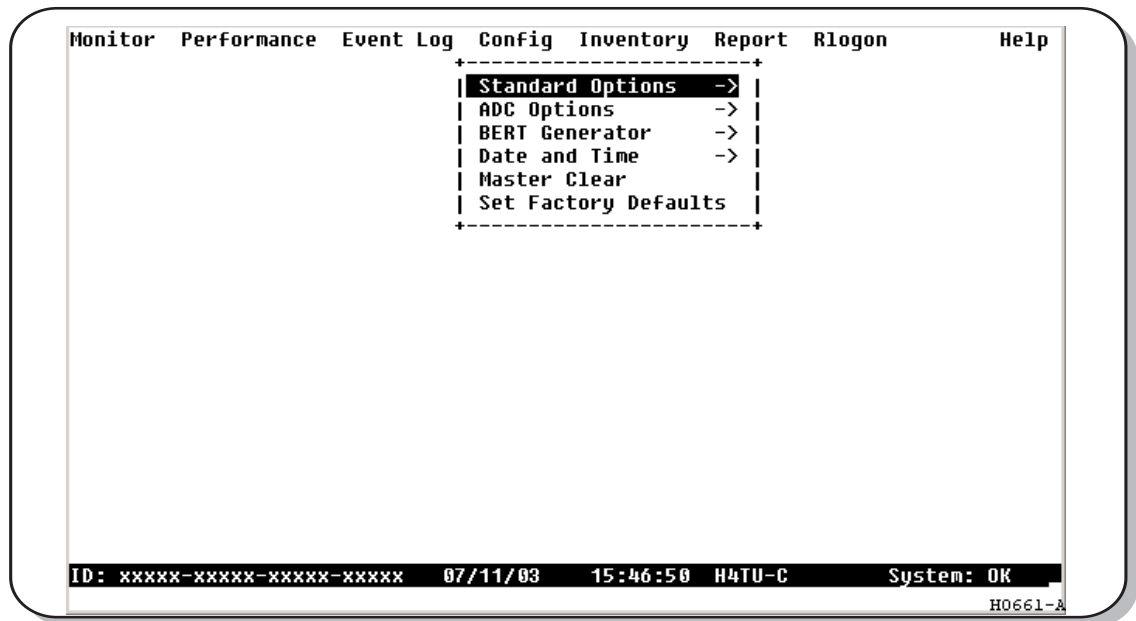 Monitor Performance Event Log Config Inventory Report Rlogon Help
Standard Options ->
ADC Options ->
BERT Generator ->
Date and Time ->
Master Clear
Set Factory Defaults
ID: xxxxx-xxxxx-xxxxx-xxxxx 07/11/03 15:46:50 H4TU-C System: OK
H0661-A